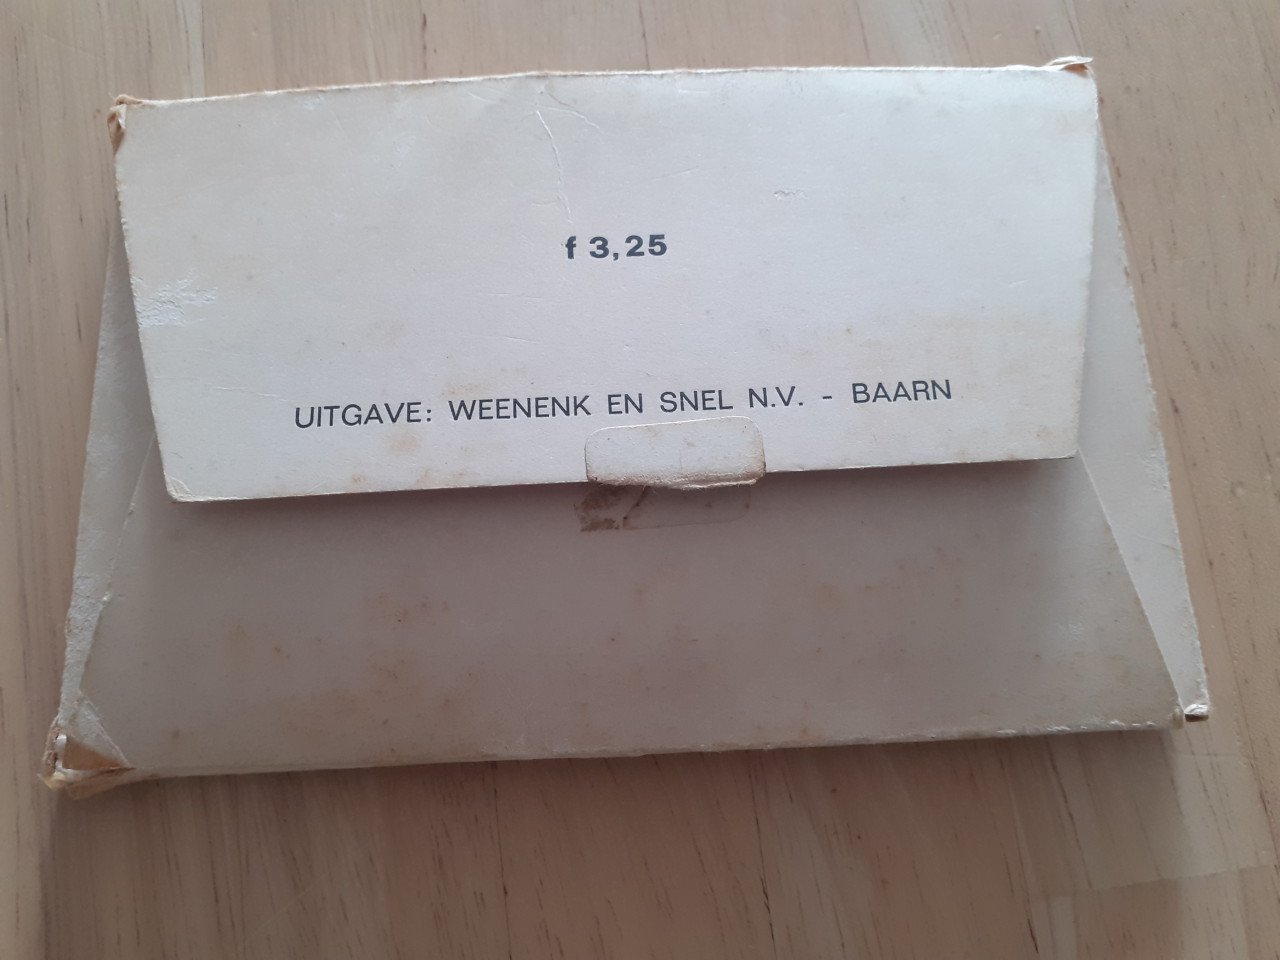 f 3,25
UITGAVE: WEENENK EN SNEL N.V. - BAARN